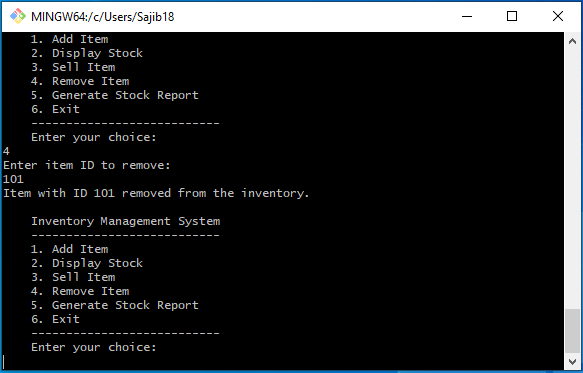 MINGW64:/c/Users/Sajib18
1. Add Item
2. Display Stock
3. Sell Item
4. Remove Item
5. Generate Stock Report
6. Exit
---------------------------
Enter your choice:
4
Enter item ID to remove:
101
Item with ID 101 removed from the inventory.
Inventory Management System
---------------------------
1. Add Item
2. Display Stock
3. Sell Item
4. Remove Item
5. Generate Stock Report
6. Exit
---------------------------
Enter your choice: